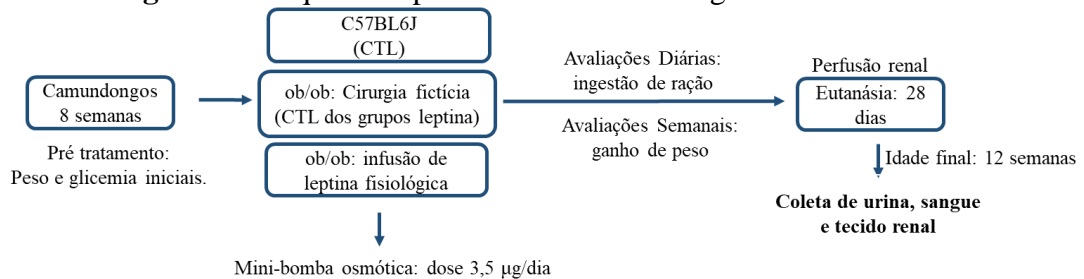 C57BL6J
(CTL)
Camundongos
8 semanas
Pré tratamento:
Peso e glicemia iniciais.
ob/ob: Cirurgia fictícia
(CTL dos grupos leptina)
ob/ob: infusão de
leptina fisiológica
Mini-bomba osmótica: dose 3,5 µg/dia
Avaliações Diárias:
ingestão de ração
Avaliações Semanais:
ganho de peso
Perfusão renal
Eutanásia: 28
dias
Idade final: 12 semanas
Coleta de urina, sangue
e tecido renal